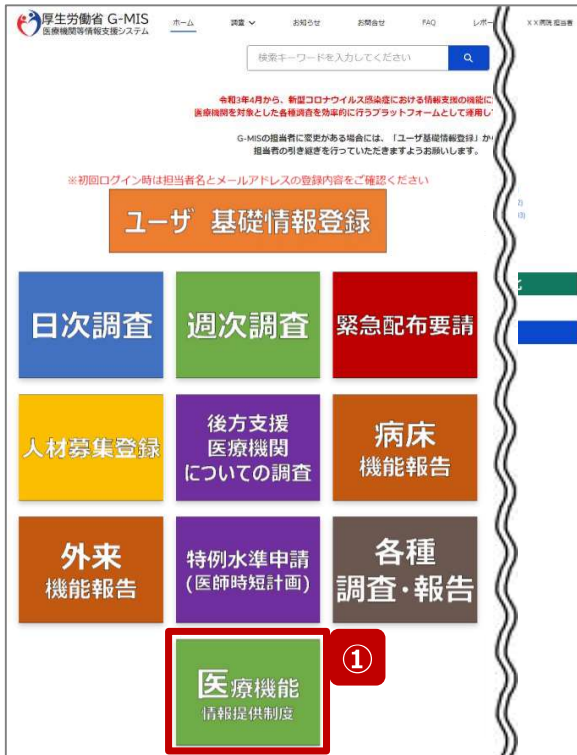 厚生労働省 G-MIS
医療機関等情報支援システム
ホーム 調査 お知らせ お問合せ FAQ レポー X X病院 担当者
検索キーワードを入力してください
令和3年4月から、新型コロナウイルス感染症における情報支援の機能に
医療機関を対象とした各種調査を効率的に行うプラットフォームとして運用し
G-MISの担当者に変更がある場合には、「ユーザ基礎情報登録」か
担当者の引き継ぎを行っていただきますようお願いします。
※初回ログイン時は担当者名とメールアドレスの登録内容をご確認ください
ユーザ 基礎情報登録
日次調査
週次調査
緊急配布要請
人材募集登録
後方支援
医療機関
についての調査
病床
機能報告
外来
機能報告
特例水準申請
(医師時短計画)
各種
調査・報告
医療機能
情報提供制度
①